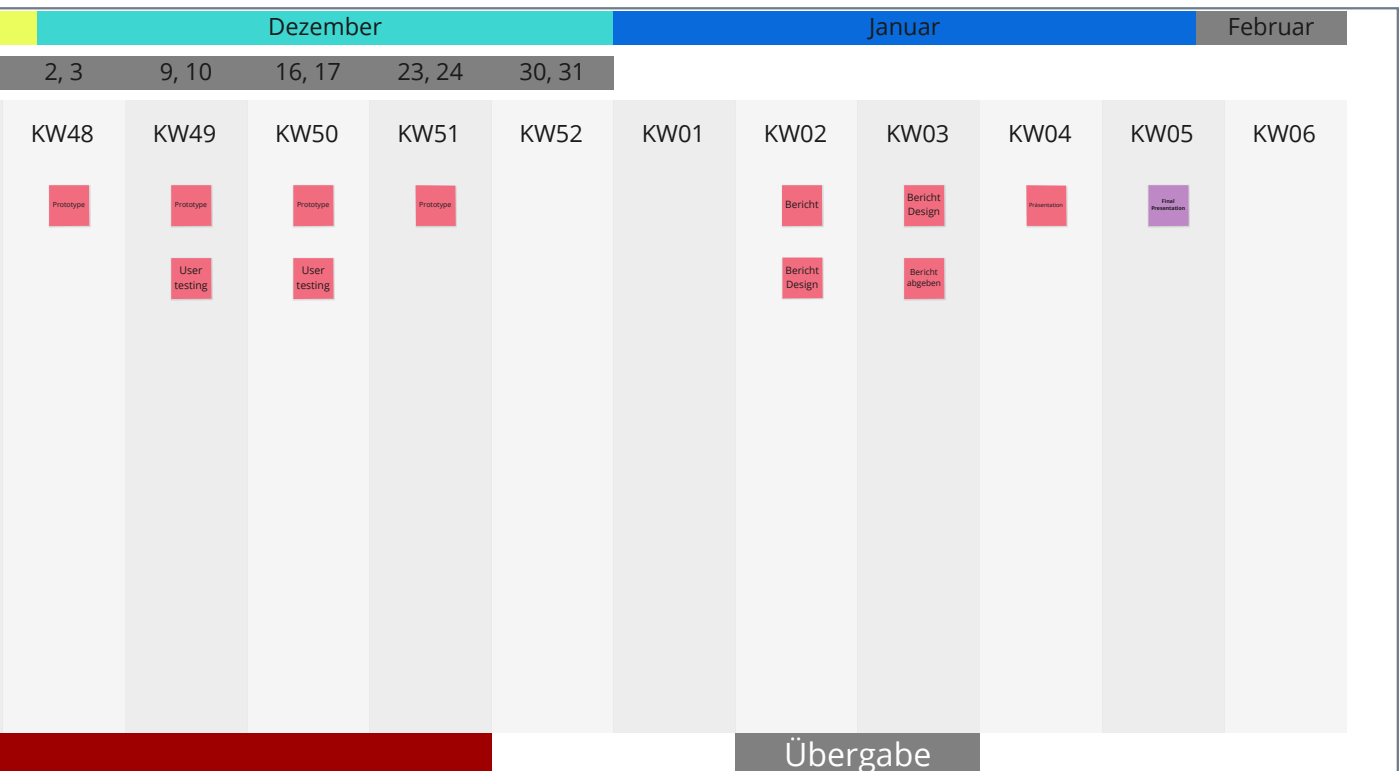 Dezember Januar Februar
2, 3 9, 10 16, 17 23, 24 30, 31
KW48 KW49 KW50 KW51 KW52 KW01 KW02 KW03 KW04 KW05 KW06
Prototype Prototype Prototype Prototype Bericht Bericht Design Präsentation Final Presentation
User testing User testing Bericht Design Bericht abgeben
Übergabe